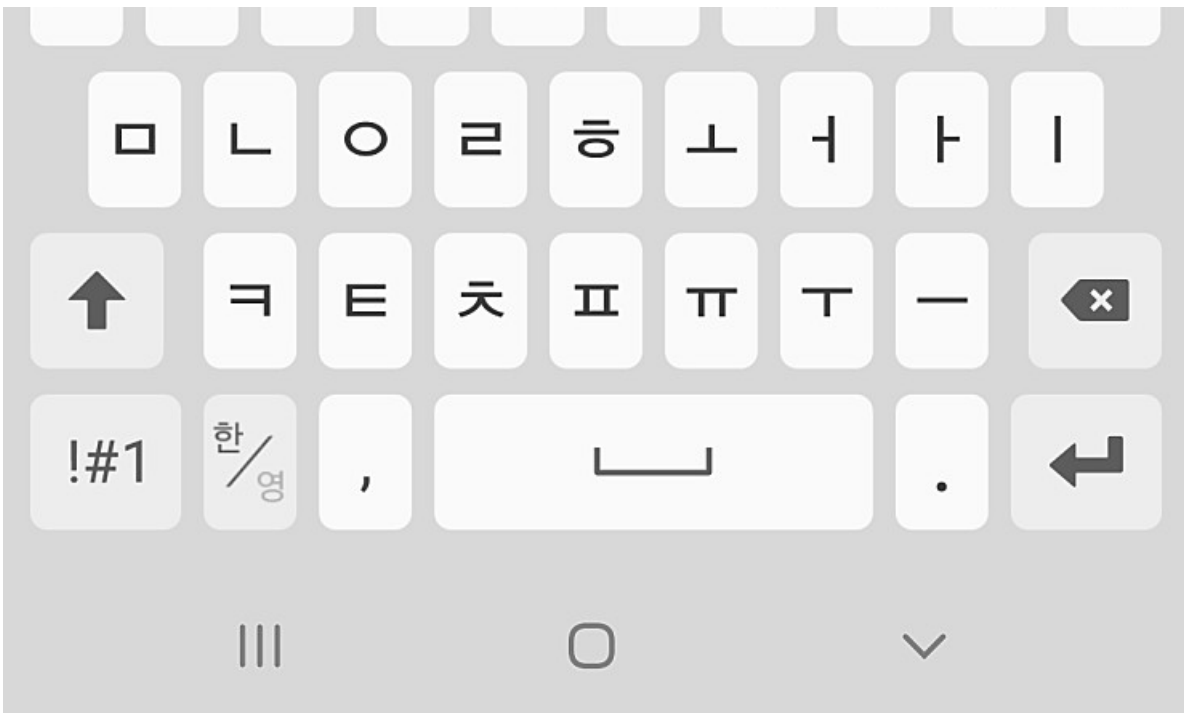 ㅁ ㄴ ㅇ ㄹ ㅎ ㅗ ㅓ ㅏ ㅣ
ㅋ ㅌ ㅊ ㅍ ㅠ ㅜ ㅡ
!#1 한/영 , .